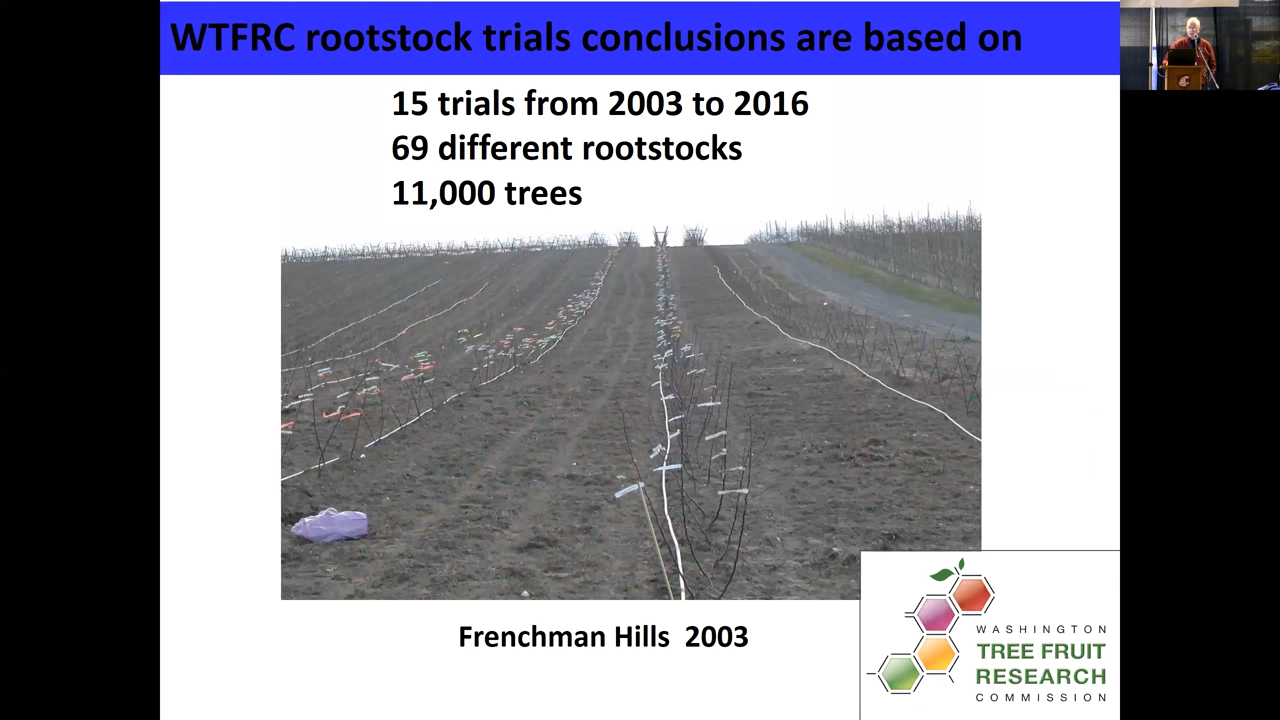 WTFRC rootstock trials conclusions are based on
15 trials from 2003 to 2016
69 different rootstocks
11,000 trees
Frenchman Hills 2003
WASHINGTON
TREE FRUIT
RESEARCH
COMMISSION